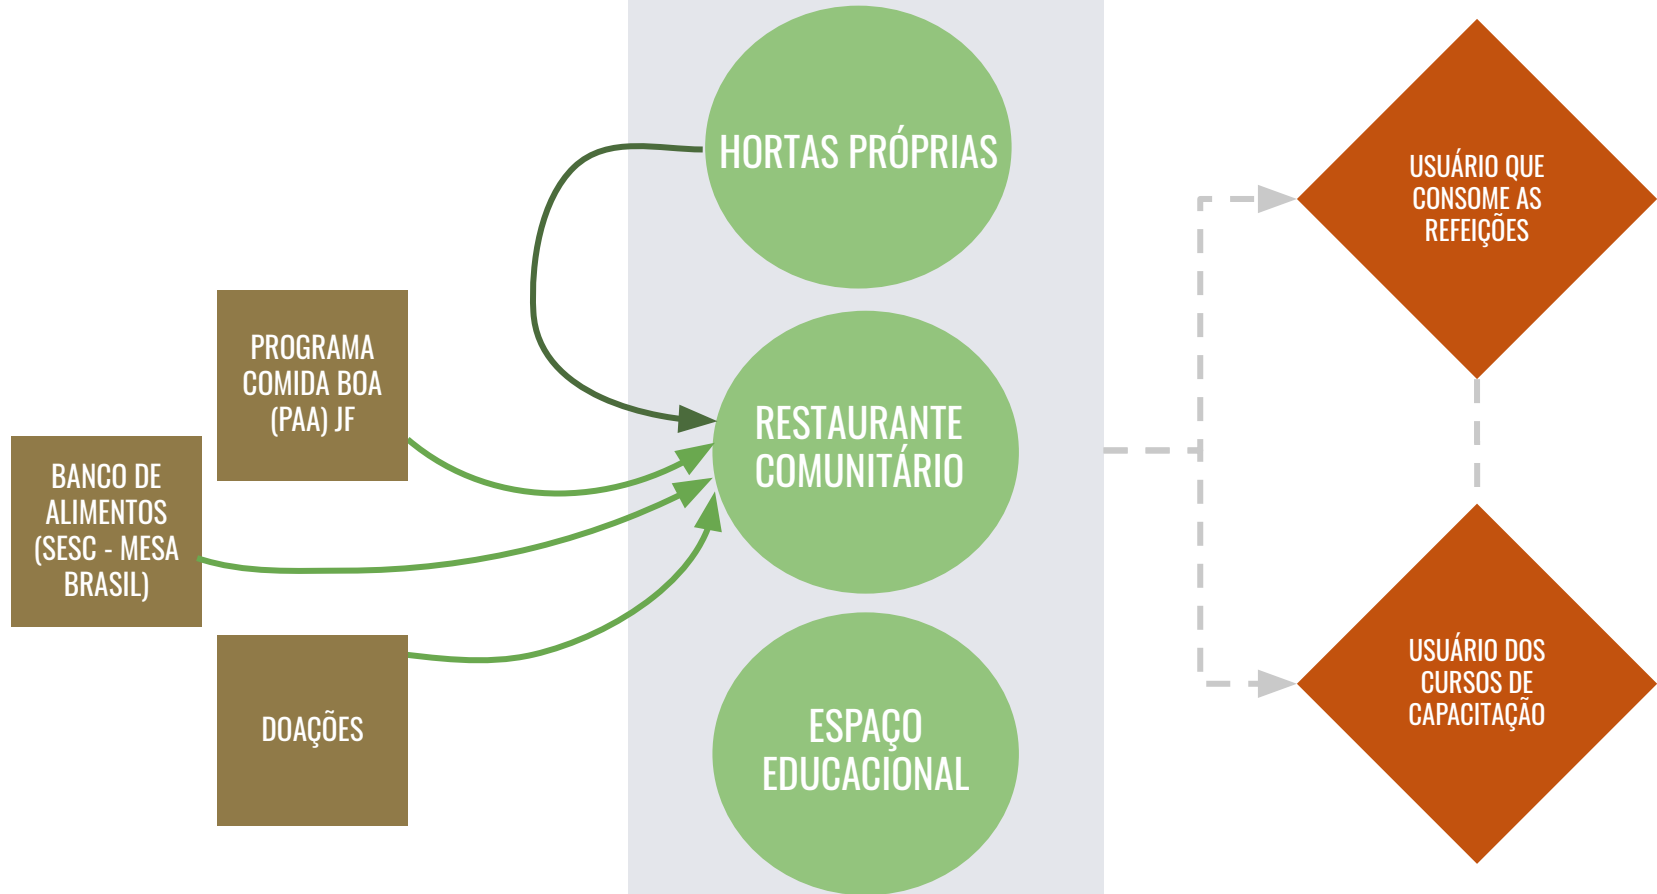 HORTAS PRÓPRIAS
RESTAURANTE
COMUNITÁRIO
ESPAÇO
EDUCACIONAL
PROGRAMA
COMIDA BOA
(PAA) JF
BANCO DE
ALIMENTOS
(SESC - MESA
BRASIL)
DOAÇÕES
USUÁRIO QUE
CONSOME AS
REFEIÇÕES
USUÁRIO DOS
CURSOS DE
CAPACITAÇÃO